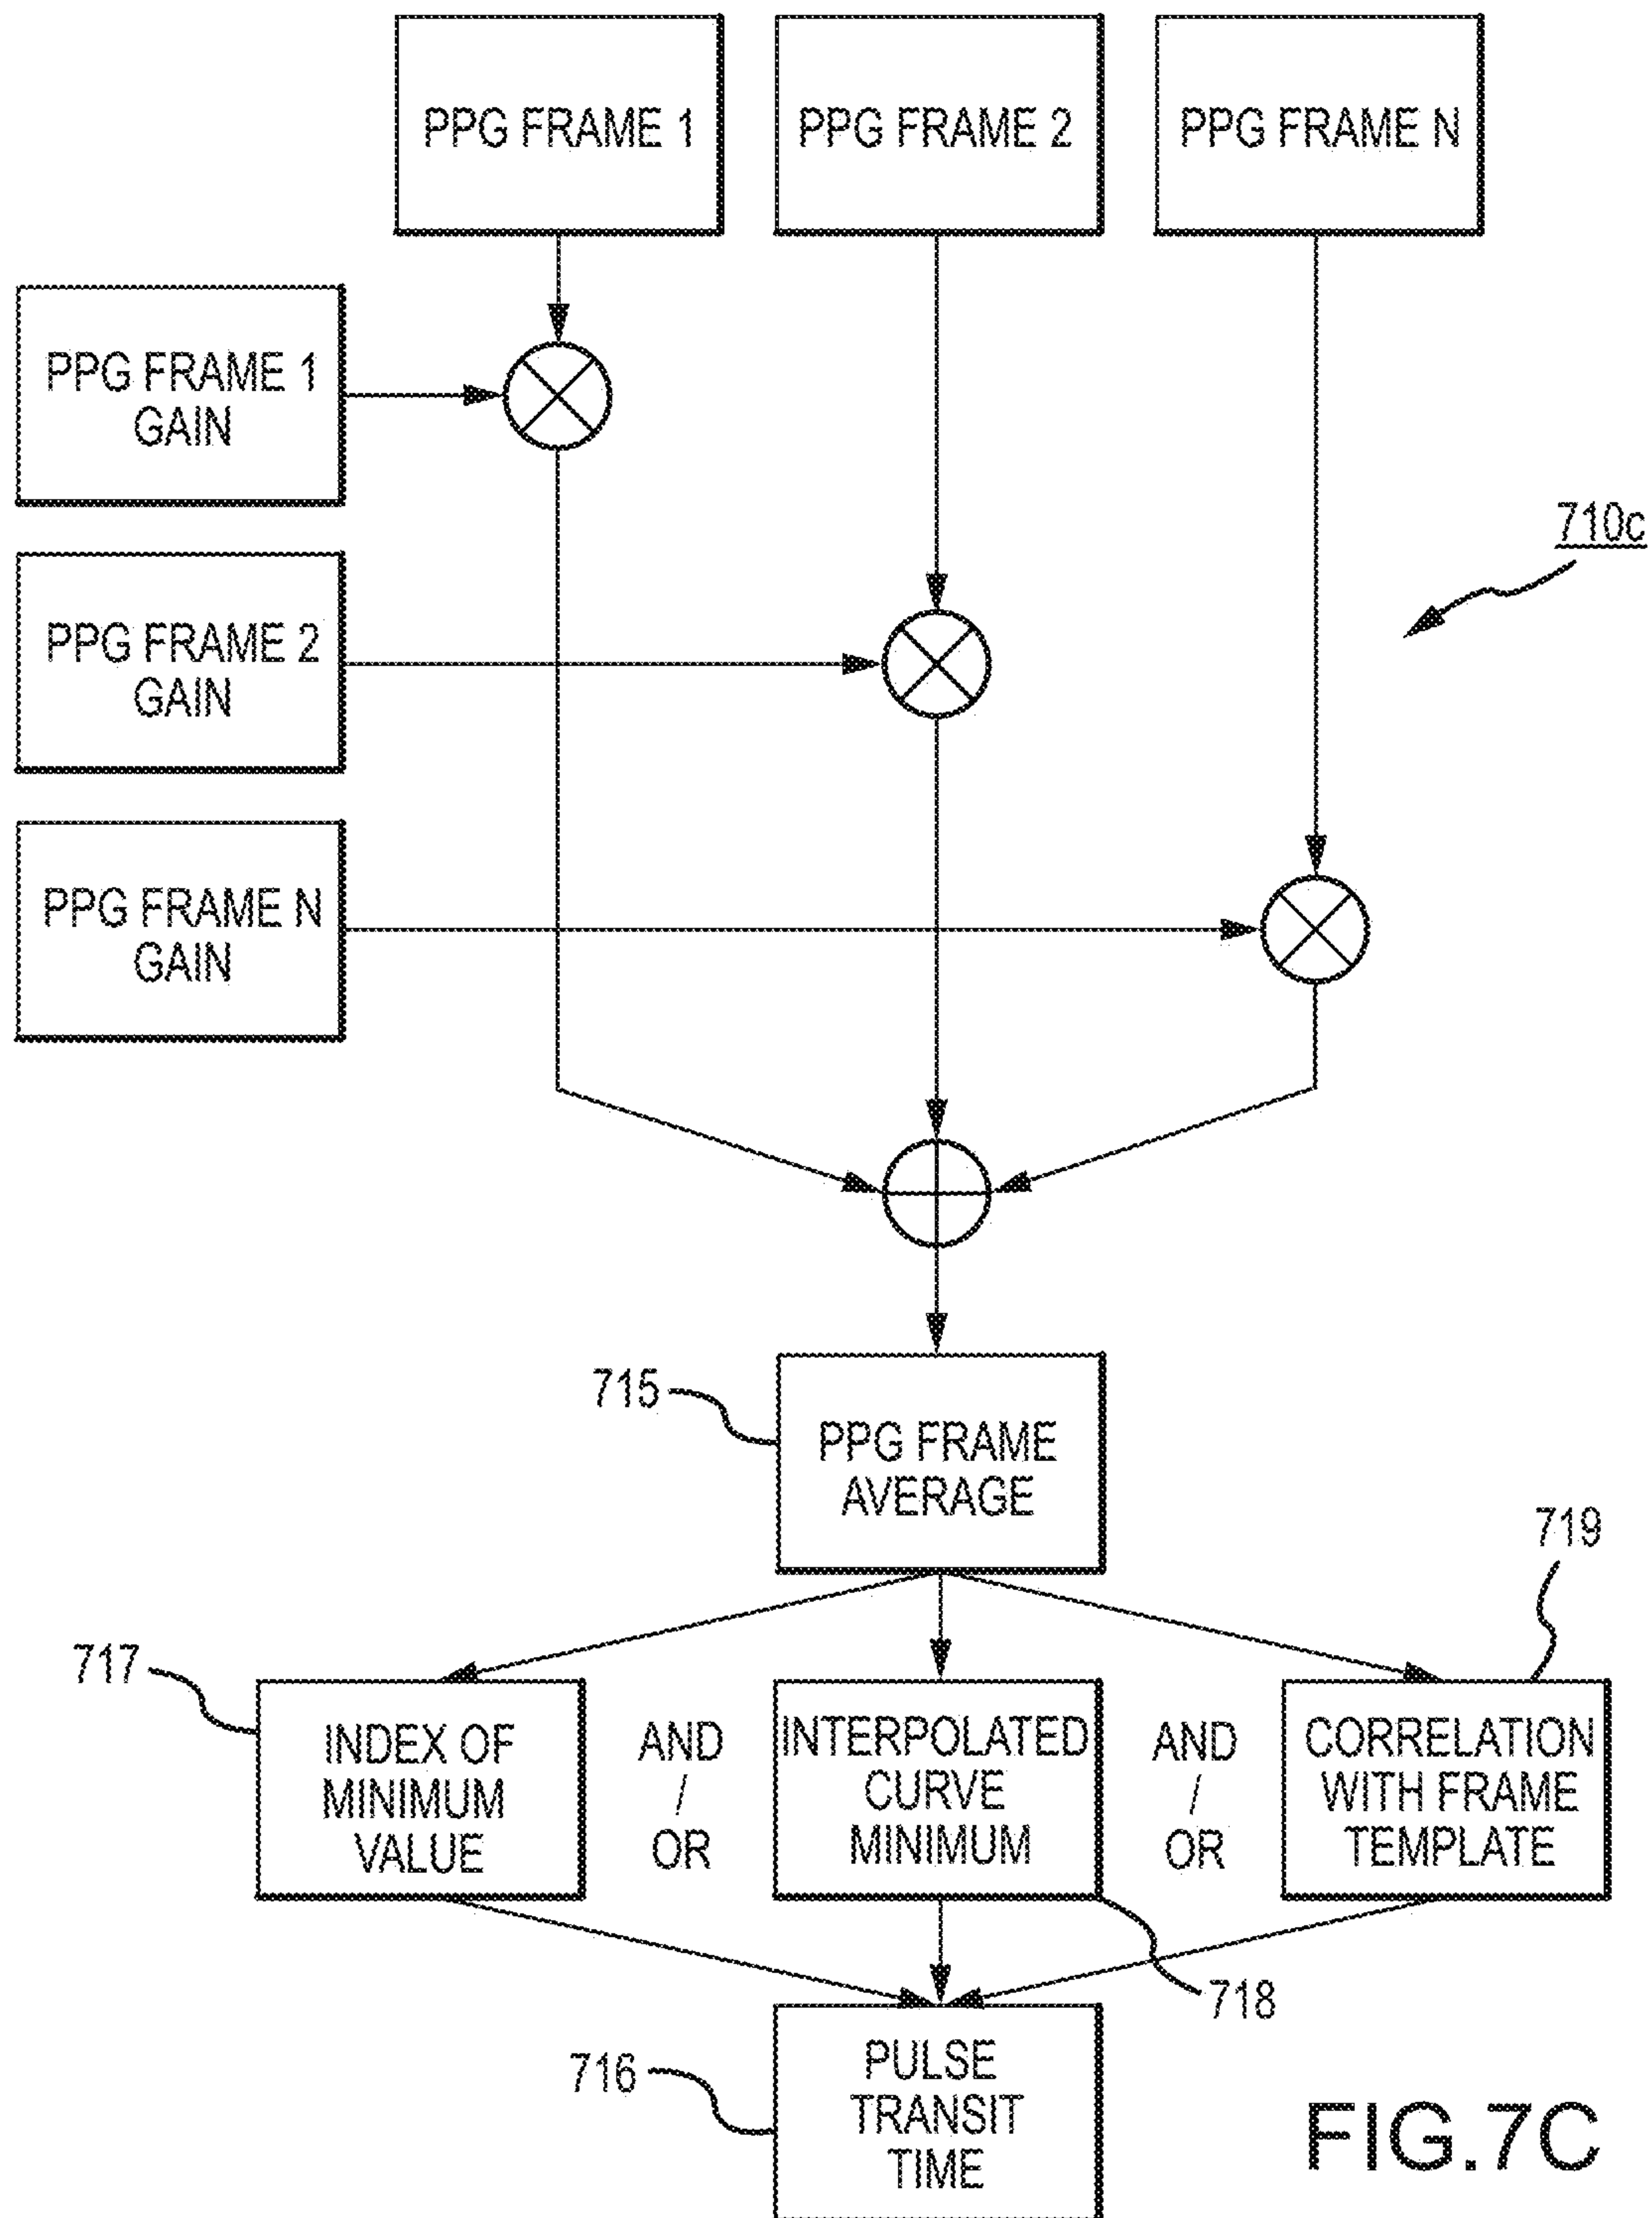 PPG FRAME 1
PPG FRAME 2
PPG FRAME N
PPG FRAME 1
GAIN
710c
PPG FRAME 2
GAIN
PPG FRAME N
GAIN
715
PPG FRAME
AVERAGE
719
717
INDEX OF
MINIMUM
VALUE
AND
/
OR
INTERPOLATED
CURVE
MINIMUM
AND
/
OR
CORRELATION
WITH FRAME
TEMPLATE
718
716
PULSE
TRANSIT
TIME
FIG.7C